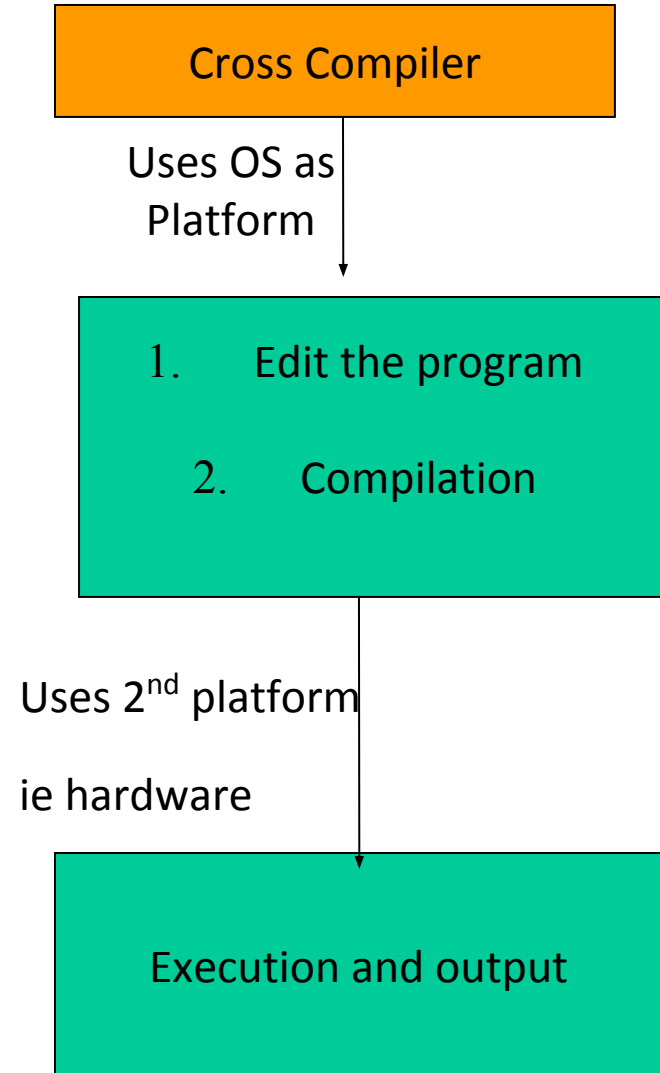 Cross Compiler
Uses OS as
Platform
1. Edit the program
2. Compilation
Uses 2nd platform
ie hardware
Execution and output